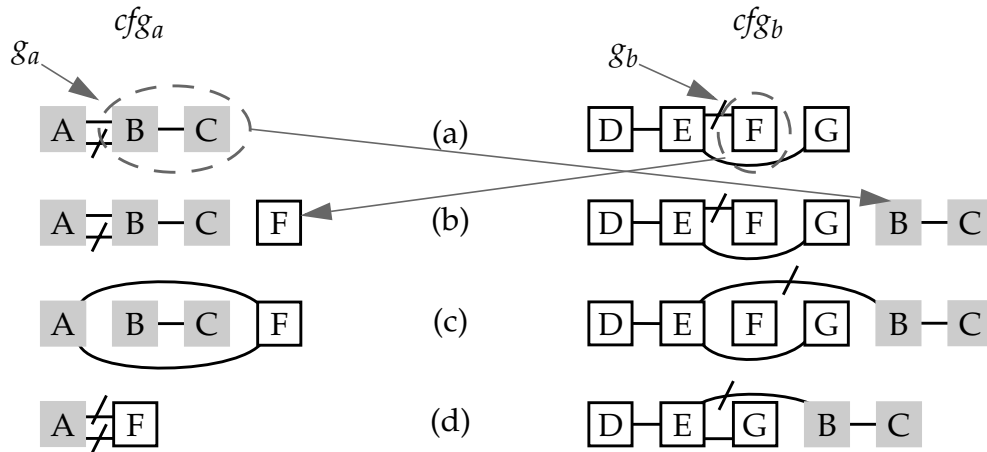 cfg_a cfg_b
g_a g_b
A B C (a) D E F G
A B C F (b) D E F G B C
A B C F (c) D E F G B C
A F (d) D E G B C